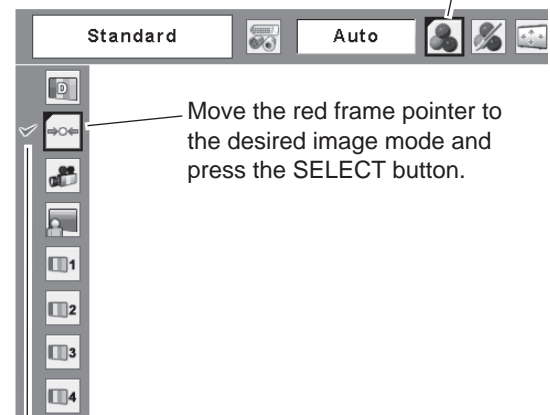 Standard
Auto
D
Move the red frame pointer to
the desired image mode and
press the SELECT button.
1
2
3
4